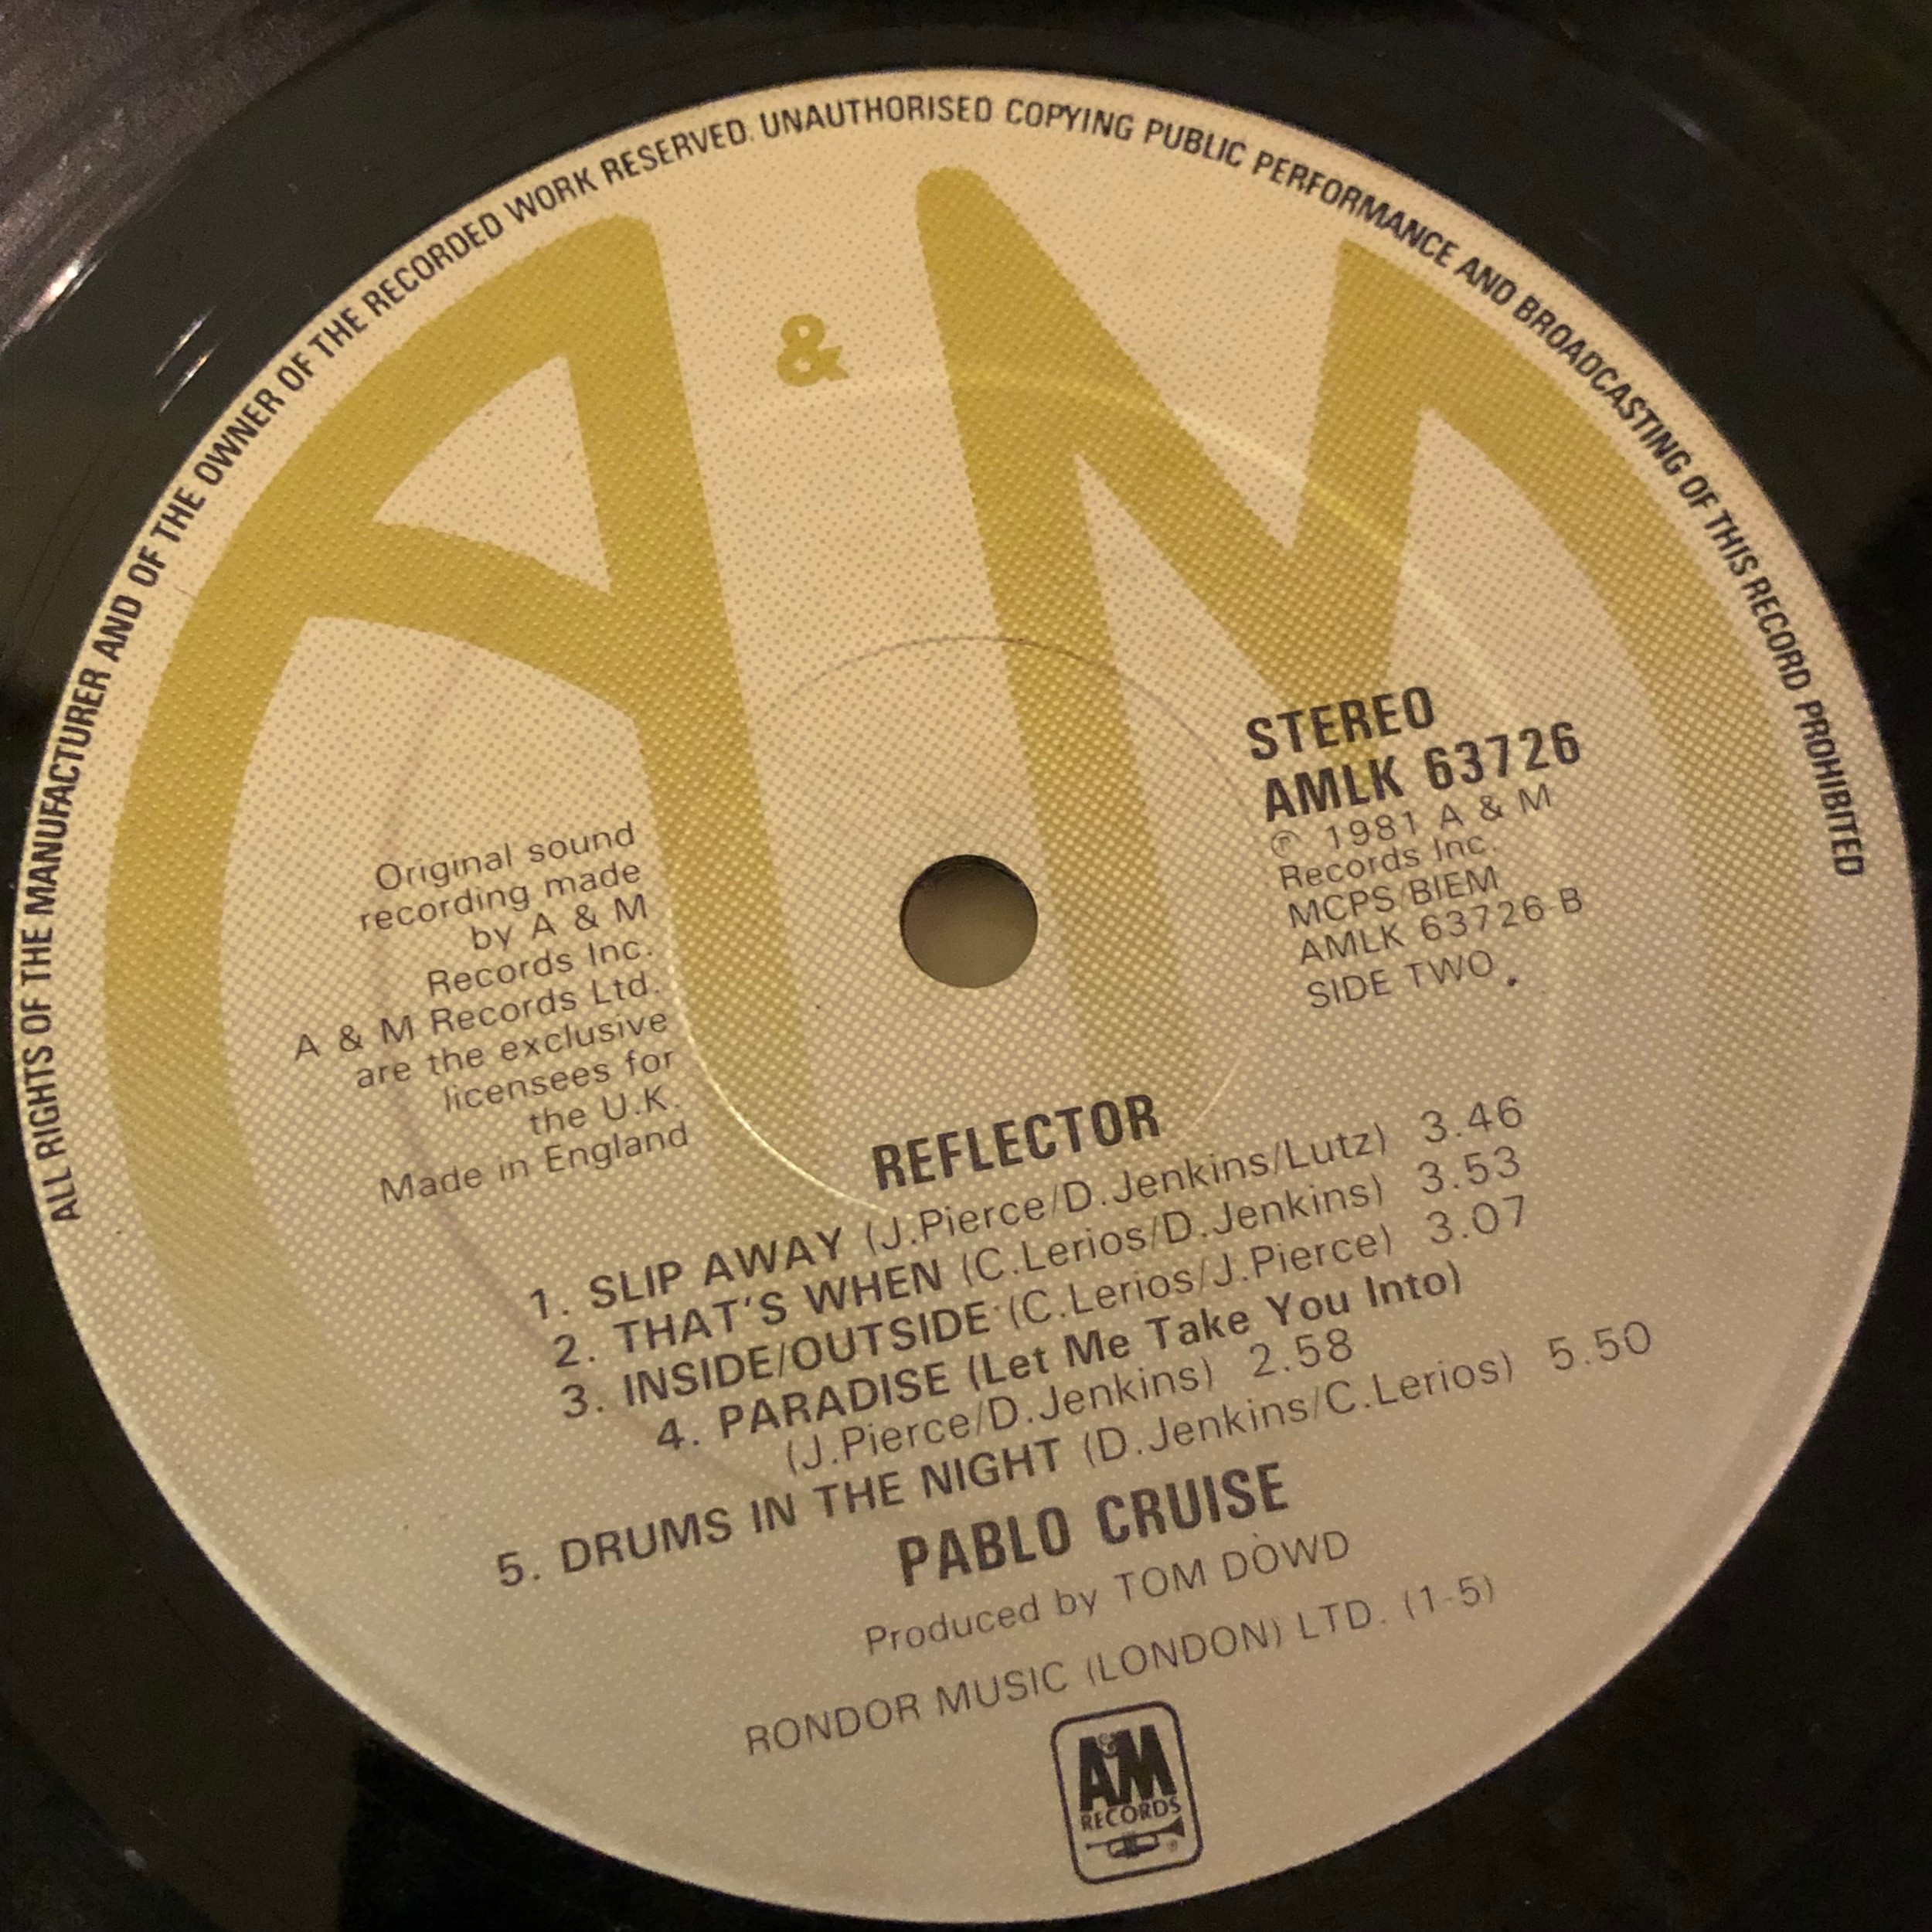 ALL RIGHTS OF THE MANUFACTURER AND OF THE OWNER OF THE RECORDED WORK RESERVED. UNAUTHORISED COPYING PUBLIC PERFORMANCE AND BROADCASTING OF THIS RECORD PROHIBITED
A & M
STEREO
AMLK 63726
℗ 1981 A & M
Records Inc.
MCPS/BIEM
AMLK 63726-B
SIDE TWO
Original sound
recording made
by A & M
Records Inc.
A & M Records Ltd.
are the exclusive
licensees for
the U.K.
Made in England
REFLECTOR
1. SLIP AWAY (J.Pierce/D.Jenkins/Lutz) 3.46
2. THAT'S WHEN (C.Lerios/D.Jenkins) 3.53
3. INSIDE/OUTSIDE (C.Lerios/J.Pierce) 3.07
4. PARADISE (Let Me Take You Into)
(J.Pierce/D.Jenkins) 2.58
5. DRUMS IN THE NIGHT (D.Jenkins/C.Lerios) 5.50
PABLO CRUISE
Produced by TOM DOWD
RONDOR MUSIC (LONDON) LTD. (1-5)
A&M
RECORDS
®